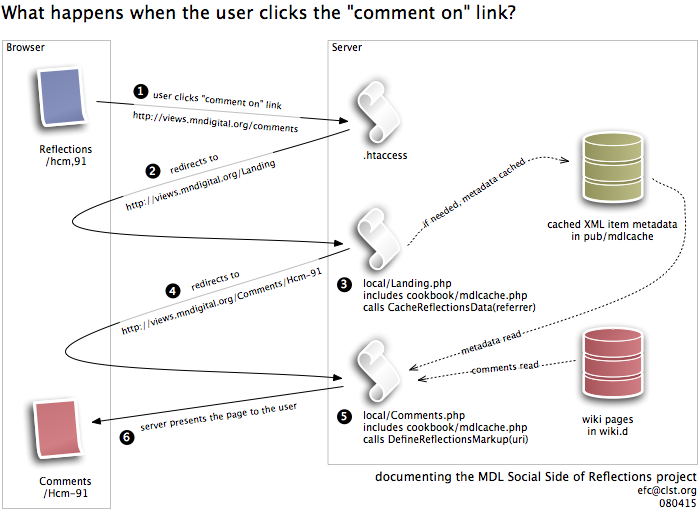 What happens when the user clicks the "comment on" link?
Browser
Server
1
user clicks "comment on" link
http://views.mndigital.org/comments
Reflections
/hcm,91
.htaccess
2
redirects to
http://views.mndigital.org/Landing
if needed, metadata cached
cached XML item metadata
in pub/mdlcache
3
local/Landing.php
includes cookbook/mdlcache.php
calls CacheReflectionsData(referrer)
4
redirects to
http://views.mndigital.org/Comments/Hcm-91
metadata read
comments read
5
local/Comments.php
includes cookbook/mdlcache.php
calls DefineReflectionsMarkup(uri)
wiki pages
in wiki.d
6
server presents the page to the user
Comments
/Hcm-91
documenting the MDL Social Side of Reflections project
efc@clst.org
080415